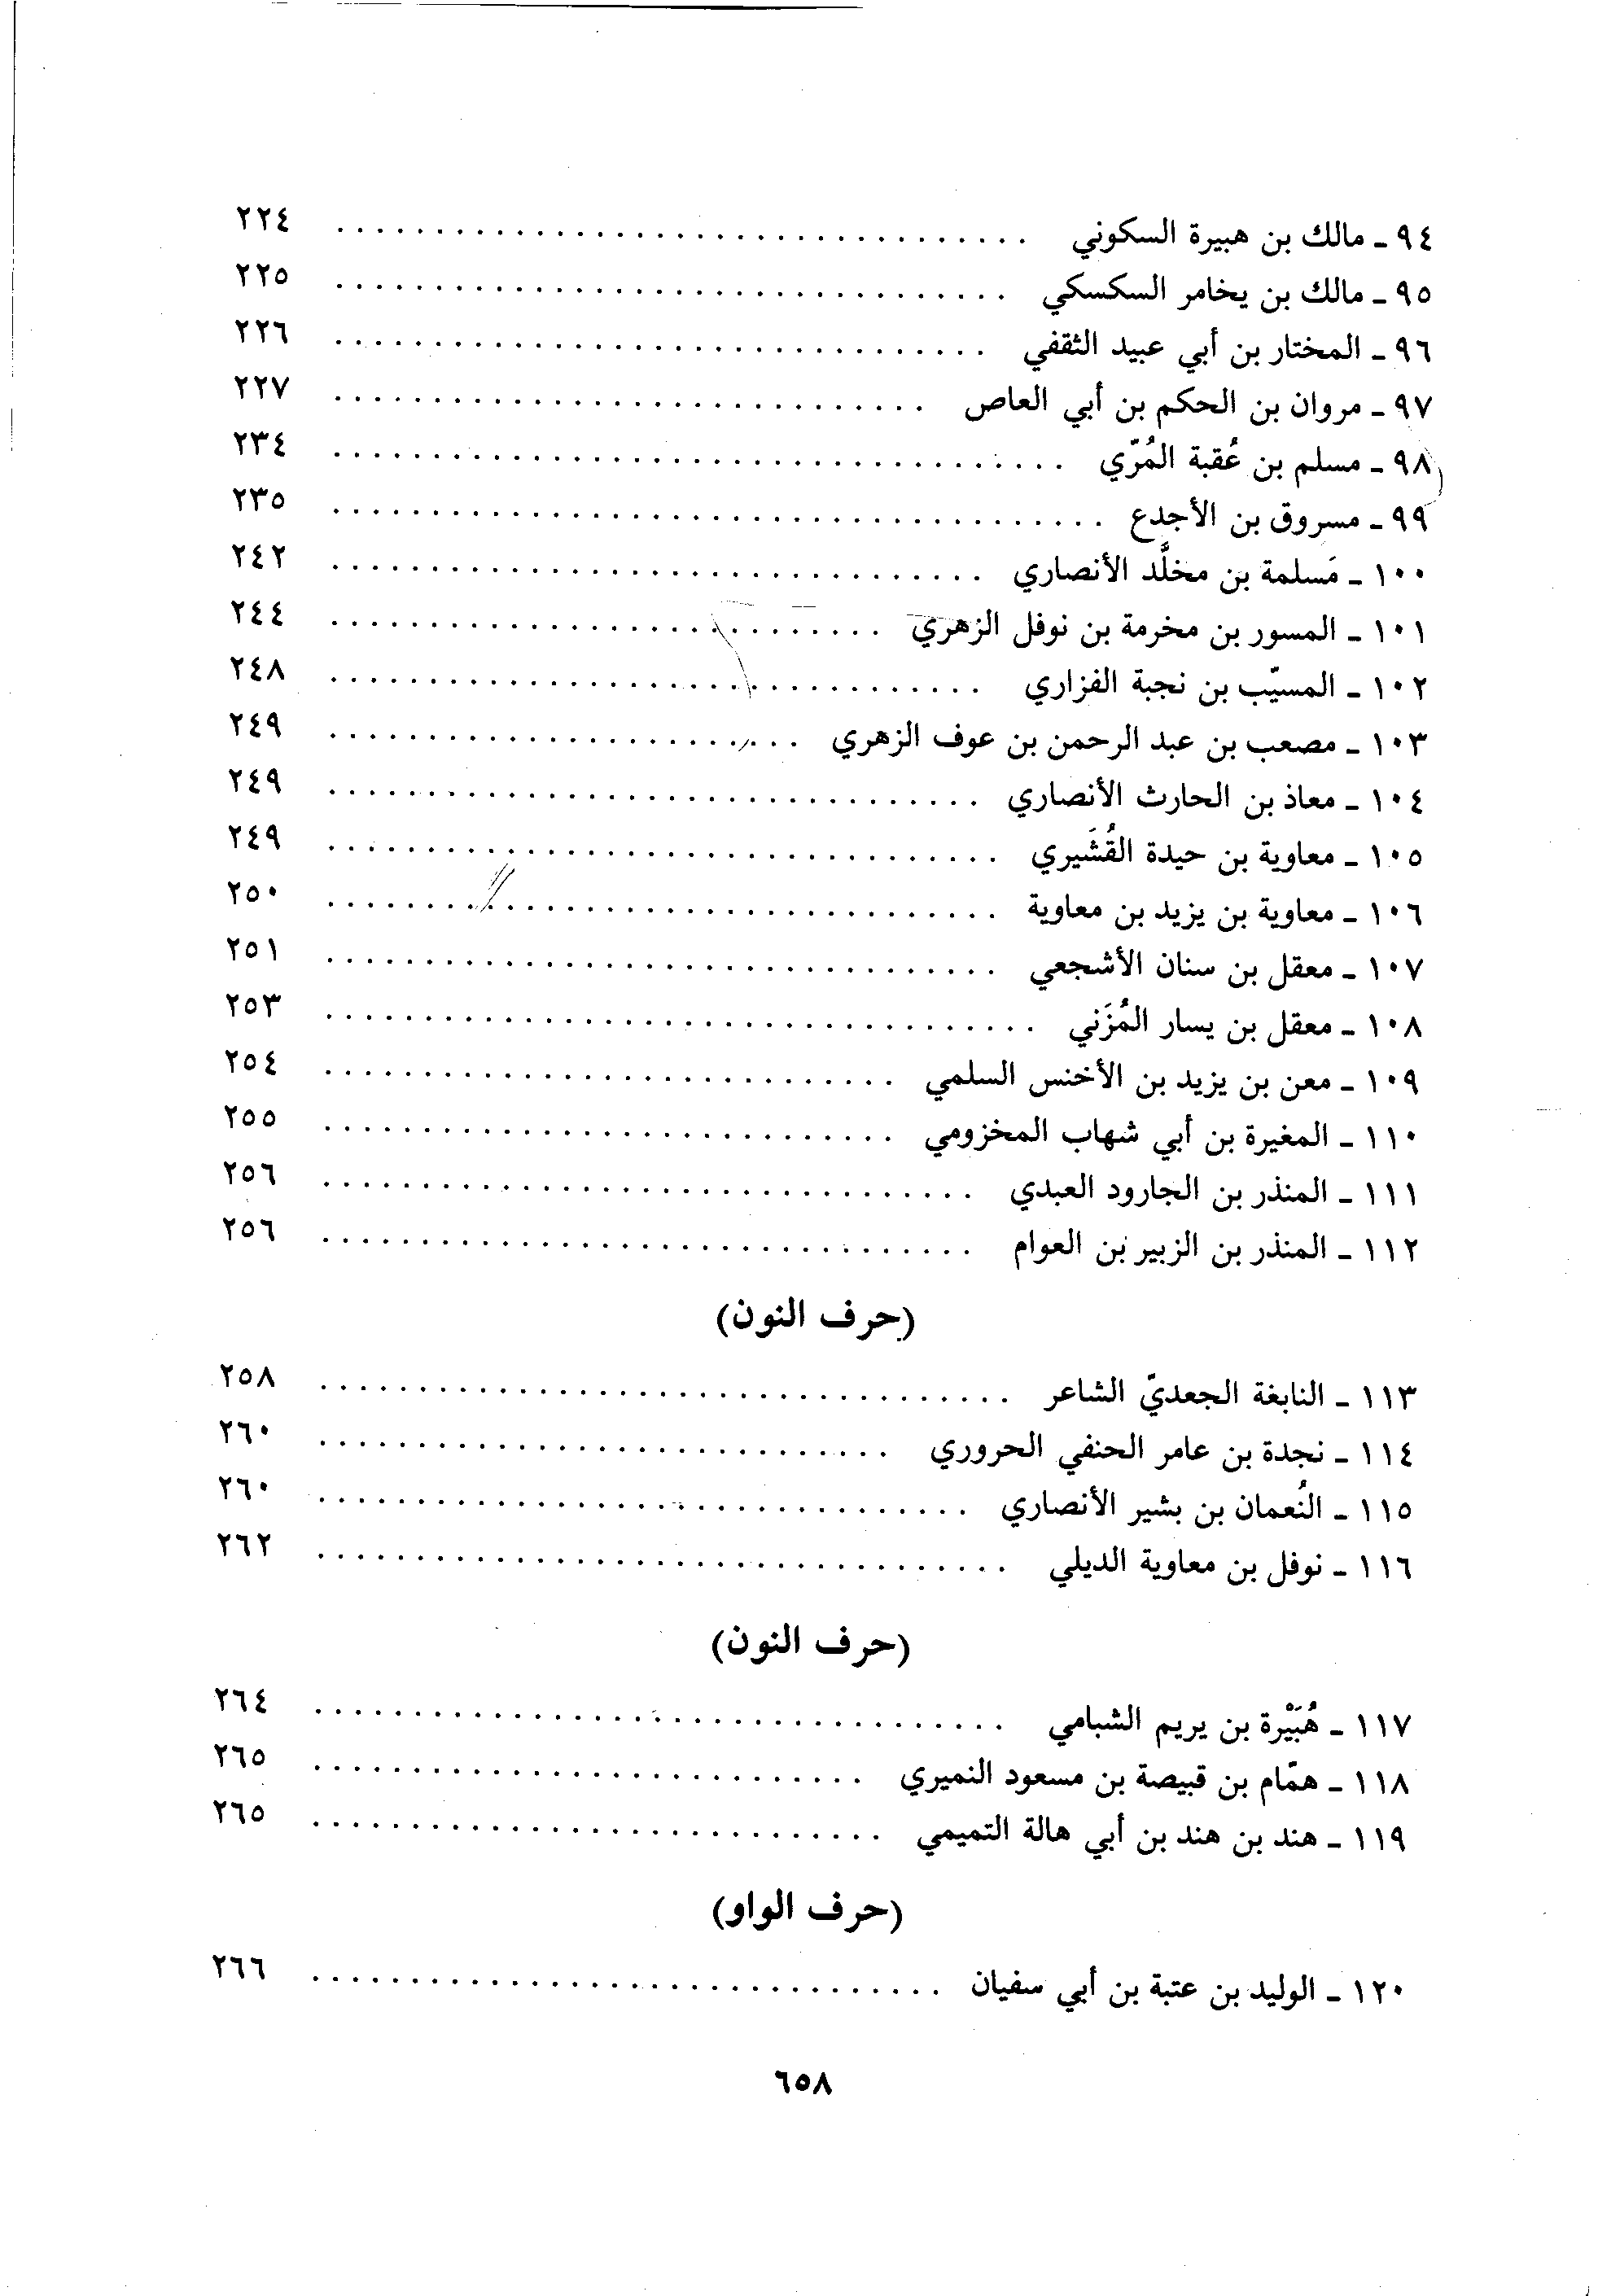 ٩٤ ـ مالك بن هبيرة السكوني . . . . . . . . . . . . . . . . . . . . ٢٢٤
٩٥ ـ مالك بن يخامر السكسكي . . . . . . . . . . . . . . . . . . . . ٢٢٥
٩٦ ـ المختار بن أبي عبيد الثقفي . . . . . . . . . . . . . . . . . . . . ٢٢٦
٩٧ ـ مروان بن الحكم بن أبي العاص . . . . . . . . . . . . . . . . . . . . ٢٢٧
٩٨ ـ مسلم بن عُقبة المُرّي . . . . . . . . . . . . . . . . . . . . ٢٣٤
٩٩ ـ مسروق بن الأجدع . . . . . . . . . . . . . . . . . . . . ٢٣٥
١٠٠ ـ مَسلمة بن مخلَّد الأنصاري . . . . . . . . . . . . . . . . . . . . ٢٤٢
١٠١ ـ المسور بن مخرمة بن نوفل الزهري . . . . . . . . . . . . . . . . . . . . ٢٤٤
١٠٢ ـ المسيّب بن نجبة الفزاري . . . . . . . . . . . . . . . . . . . . ٢٤٨
١٠٣ ـ مصعب بن عبد الرحمن بن عوف الزهري . . . . . . . . . . . . . . . . . . . . ٢٤٩
١٠٤ ـ معاذ بن الحارث الأنصاري . . . . . . . . . . . . . . . . . . . . ٢٤٩
١٠٥ ـ معاوية بن حيدة القُشَيري . . . . . . . . . . . . . . . . . . . . ٢٤٩
١٠٦ ـ معاوية بن يزيد بن معاوية . . . . . . . . . . . . . . . . . . . . ٢٥٠
١٠٧ ـ معقل بن سنان الأشجعي . . . . . . . . . . . . . . . . . . . . ٢٥١
١٠٨ ـ معقل بن يسار المُزَني . . . . . . . . . . . . . . . . . . . . ٢٥٣
١٠٩ ـ معن بن يزيد بن الأخنس السلمي . . . . . . . . . . . . . . . . . . . . ٢٥٤
١١٠ ـ المغيرة بن أبي شهاب المخزومي . . . . . . . . . . . . . . . . . . . . ٢٥٥
١١١ ـ المنذر بن الجارود العبدي . . . . . . . . . . . . . . . . . . . . ٢٥٦
١١٢ ـ المنذر بن الزبير بن العوام . . . . . . . . . . . . . . . . . . . . ٢٥٦
(حرف النون)
١١٣ ـ النابغة الجعديّ الشاعر . . . . . . . . . . . . . . . . . . . . ٢٥٨
١١٤ ـ نجدة بن عامر الحنفي الحروري . . . . . . . . . . . . . . . . . . . . ٢٦٠
١١٥ ـ النُعمان بن بشير الأنصاري . . . . . . . . . . . . . . . . . . . . ٢٦٠
١١٦ ـ نوفل بن معاوية الديلي . . . . . . . . . . . . . . . . . . . . ٢٦٢
(حرف النون)
١١٧ ـ هُبَيْرة بن يريم الشبامي . . . . . . . . . . . . . . . . . . . . ٢٦٤
١١٨ ـ همّام بن قبيصة بن مسعود النميري . . . . . . . . . . . . . . . . . . . . ٢٦٥
١١٩ ـ هند بن هند بن أبي هالة التميمي . . . . . . . . . . . . . . . . . . . . ٢٦٥
(حرف الواو)
١٢٠ ـ الوليد بن عتبة بن أبي سفيان . . . . . . . . . . . . . . . . . . . . ٢٦٦
٦٥٨